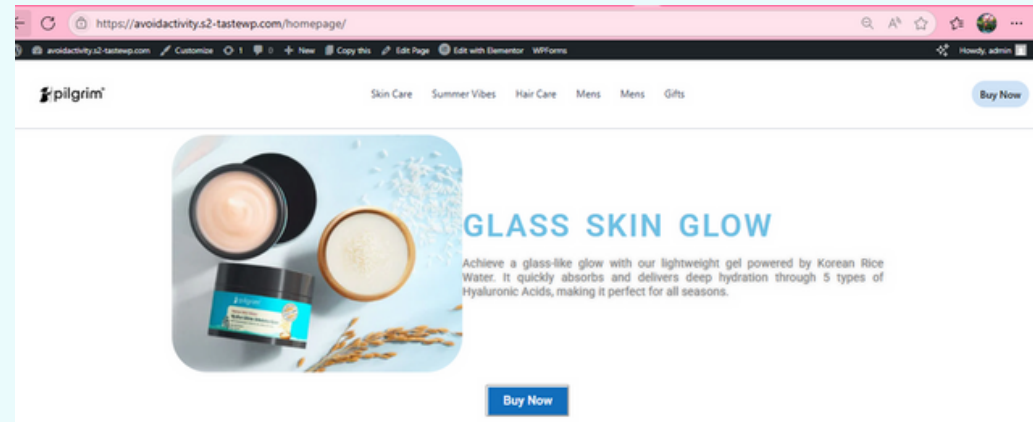 https://avoidactivity.s2-tastewp.com/homepage/
avoidactivity.s2-tastewp.com Customize 1 0 New Copy this Edit Page Edit with Elementor WPForms Howdy, admin
pilgrim
Skin Care Summer Vibes Hair Care Mens Mens Gifts
Buy Now
GLASS SKIN GLOW
Achieve a glass-like glow with our lightweight gel powered by Korean Rice
Water. It quickly absorbs and delivers deep hydration through 5 types of
Hyaluronic Acids, making it perfect for all seasons.
pilgrim
Buy Now